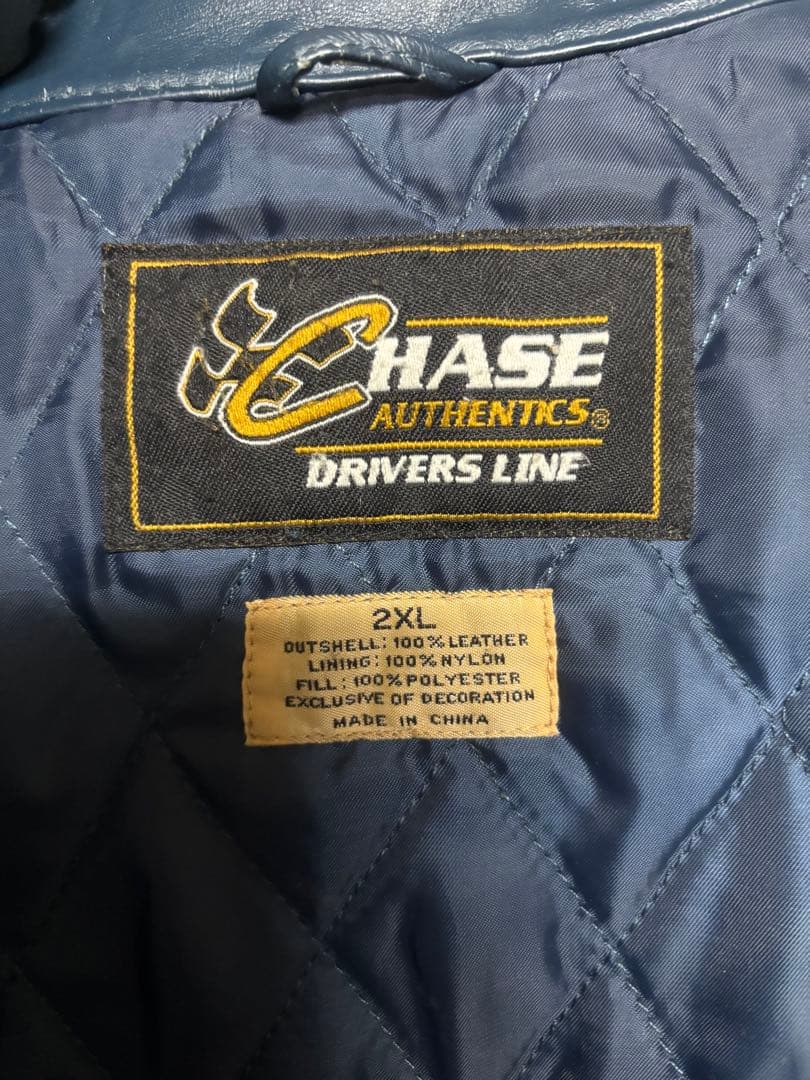 CHASE
AUTHENTICS®
DRIVERS LINE
2XL
OUTSHELL: 100% LEATHER
LINING: 100% NYLON
FILL: 100% POLYESTER
EXCLUSIVE OF DECORATION
MADE IN CHINA